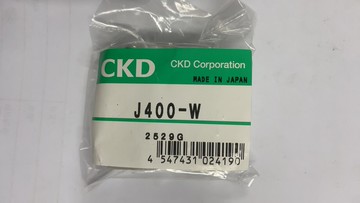 CKD CKD Corporation
MADE IN JAPAN
J400-W
2529G
4 547431 024190